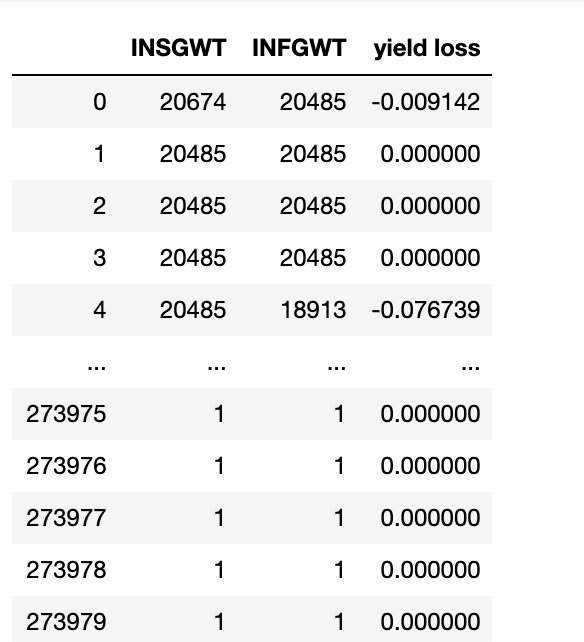 INSGWT INFGWT yield loss
0 20674 20485 -0.009142
1 20485 20485 0.000000
2 20485 20485 0.000000
3 20485 20485 0.000000
4 20485 18913 -0.076739
... ... ... ...
273975 1 1 0.000000
273976 1 1 0.000000
273977 1 1 0.000000
273978 1 1 0.000000
273979 1 1 0.000000